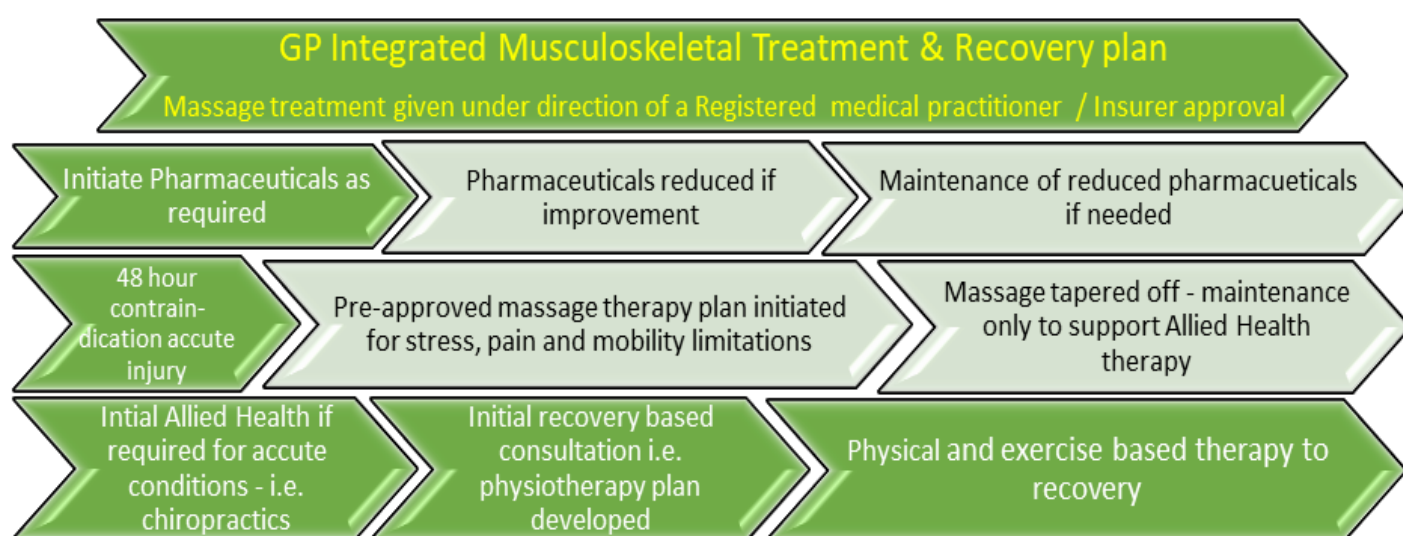 GP Integrated Musculoskeletal Treatment & Recovery plan
Massage treatment given under direction of a Registered medical practitioner / Insurer approval
Initiate Pharmaceuticals as
required
Pharmaceuticals reduced if
improvement
Maintenance of reduced pharmacueticals
if needed
48 hour
contrain-
dication accute
injury
Pre-approved massage therapy plan initiated
for stress, pain and mobility limitations
Massage tapered off - maintenance
only to support Allied Health
therapy
Intial Allied Health if
required for accute
conditions - i.e.
chiropractics
Initial recovery based
consultation i.e.
physiotherapy plan
developed
Physical and exercise based therapy to
recovery